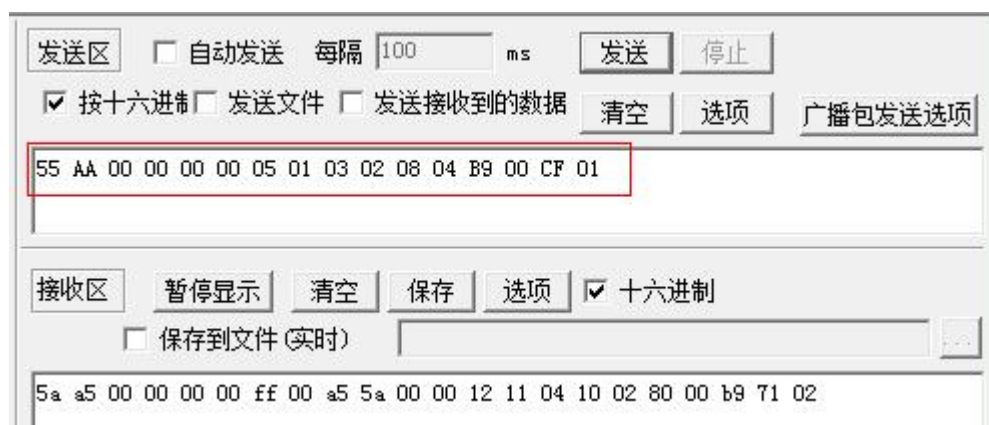 发送区 自动发送 每隔 100 ms 发送 停止
按十六进制 发送文件 发送接收到的数据 清空 选项 广播包发送选项
55 AA 00 00 00 00 05 01 03 02 08 04 B9 00 CF 01
接收区 暂停显示 清空 保存 选项 十六进制
保存到文件(实时) ...
5a a5 00 00 00 00 ff 00 a5 5a 00 00 12 11 04 10 02 80 00 b9 71 02